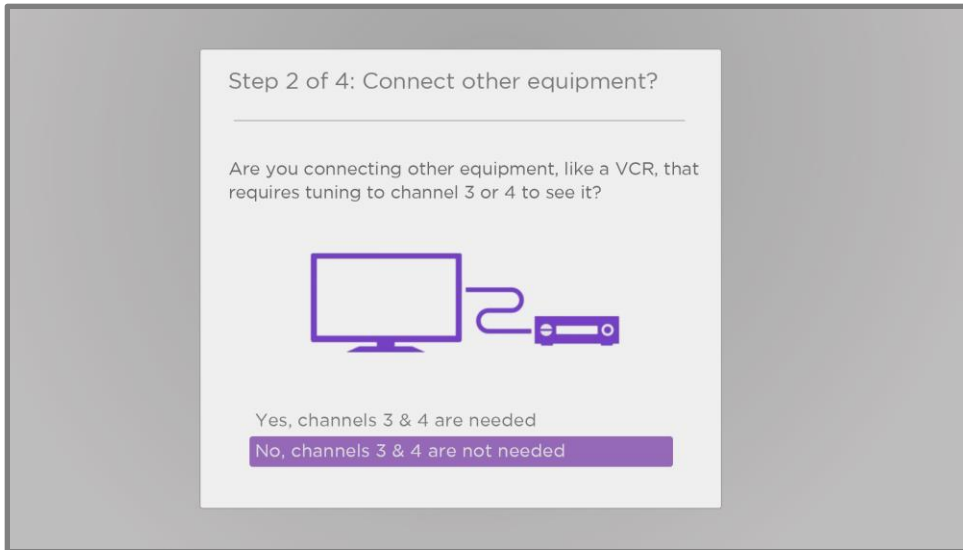 Step 2 of 4: Connect other equipment?
Are you connecting other equipment, like a VCR, that
requires tuning to channel 3 or 4 to see it?
Yes, channels 3 & 4 are needed
No, channels 3 & 4 are not needed